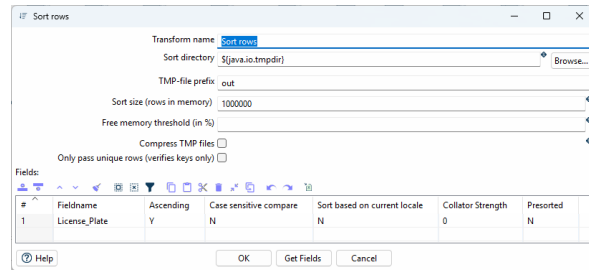 Sort rows
Transform name Sort rows
Sort directory ${java.io.tmpdir} Browse...
TMP-file prefix out
Sort size (rows in memory) 1000000
Free memory threshold (in %)
Compress TMP files
Only pass unique rows (verifies keys only)
Fields:
# Fieldname Ascending Case sensitive compare Sort based on current locale Collator Strength Presorted
1 License_Plate Y N N 0 N
Help OK Get Fields Cancel